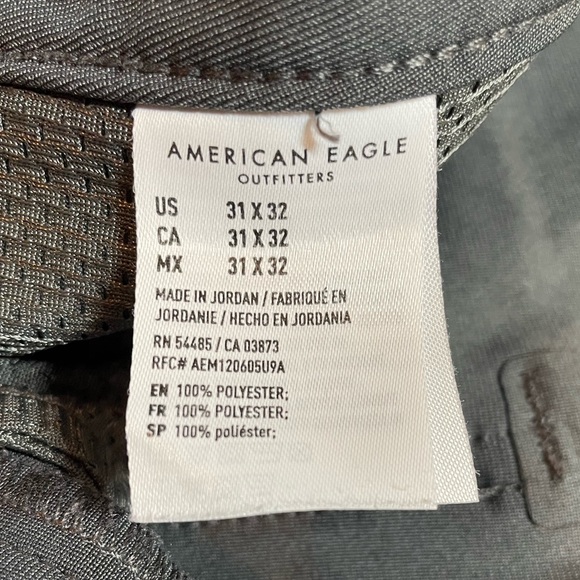 AMERICAN EAGLE
OUTFITTERS
US 31 X 32
CA 31 X 32
MX 31 X 32
MADE IN JORDAN / FABRIQUÉ EN
JORDANIE / HECHO EN JORDANIA
RN 54485 / CA 03873
RFC# AEM120605U9A
EN 100% POLYESTER;
FR 100% POLYESTER;
SP 100% poliéster;